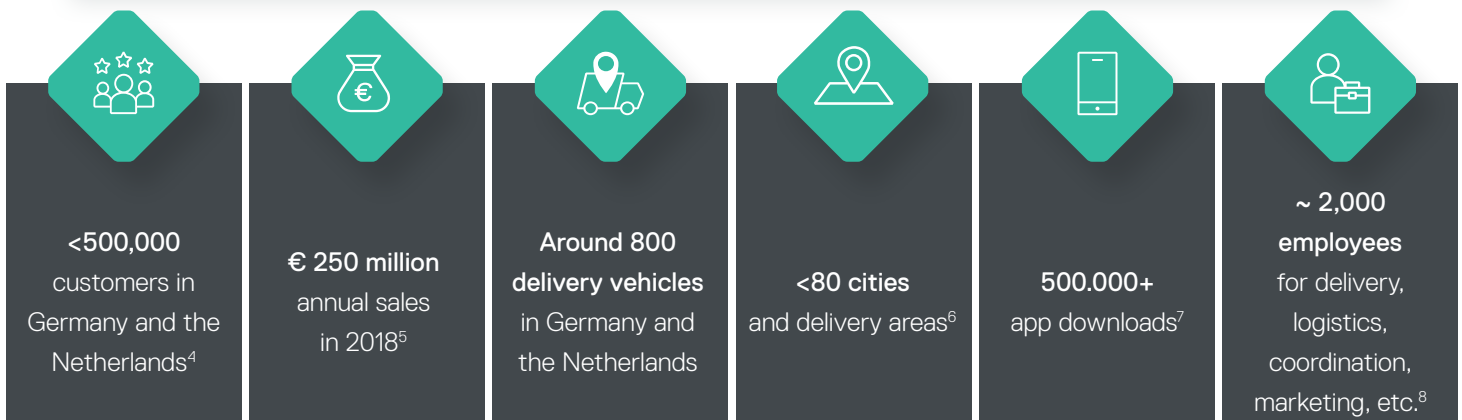 <500,000
customers in
Germany and the
Netherlands⁴
€
€ 250 million
annual sales
in 2018⁵
Around 800
delivery vehicles
in Germany and
the Netherlands
<80 cities
and delivery areas⁶
500.000+
app downloads⁷
~ 2,000
employees
for delivery,
logistics,
coordination,
marketing, etc.⁸